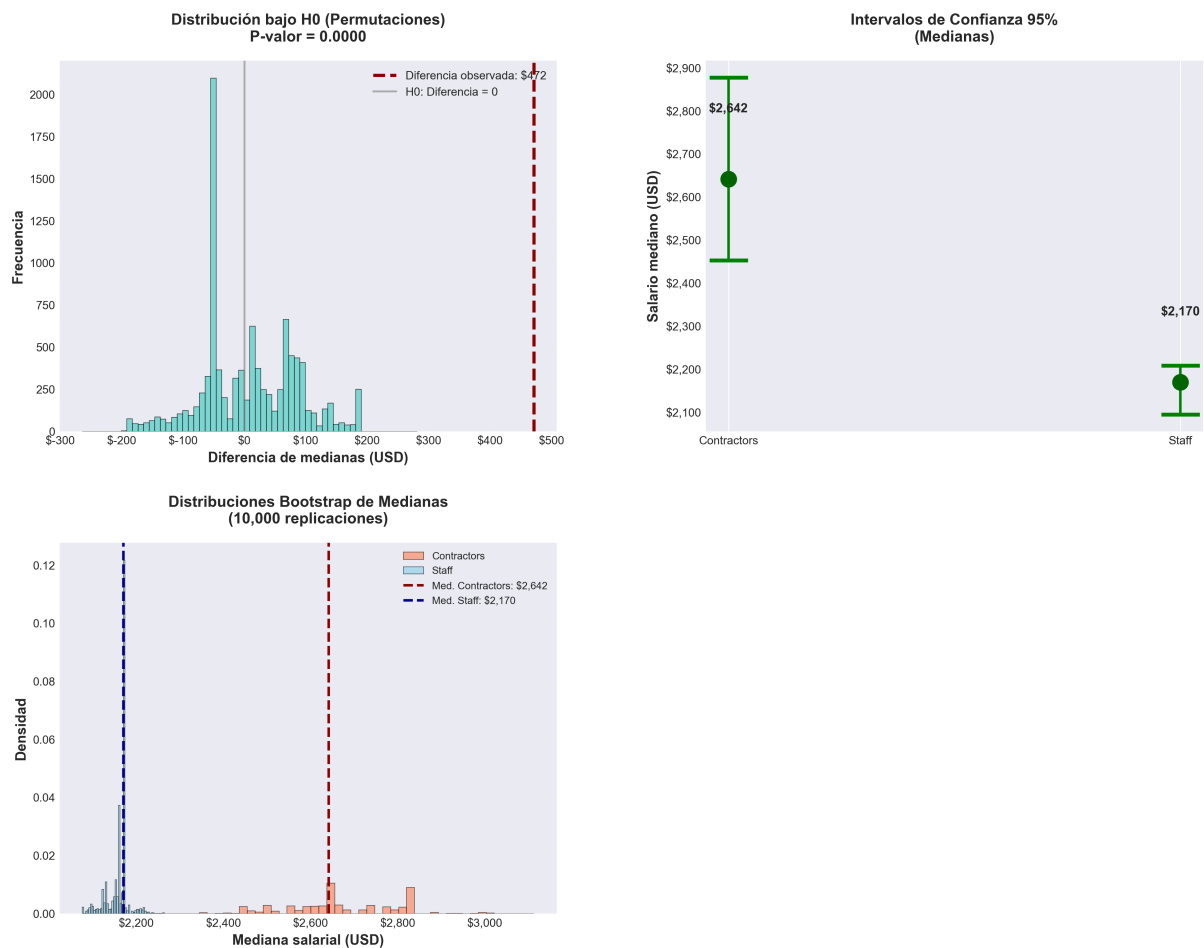 Distribución bajo H0 (Permutaciones)
P-valor = 0.0000
Diferencia observada: $472
H0: Diferencia = 0
2000
1750
1500
1250
1000
750
500
250
0
Frecuencia
$-300
$-200
$-100
$0
$100
$200
$300
$400
$500
Diferencia de medianas (USD)
Intervalos de Confianza 95%
(Medianas)
$2,900
$2,800
$2,700
$2,600
$2,500
$2,400
$2,300
$2,200
$2,100
Salario mediano (USD)
$2,642
$2,170
Contractors
Staff
Distribuciones Bootstrap de Medianas
(10,000 replicaciones)
Contractors
Staff
Med. Contractors: $2,642
Med. Staff: $2,170
0.12
0.10
0.08
0.06
0.04
0.02
0.00
Densidad
$2,200
$2,400
$2,600
$2,800
$3,000
Mediana salarial (USD)